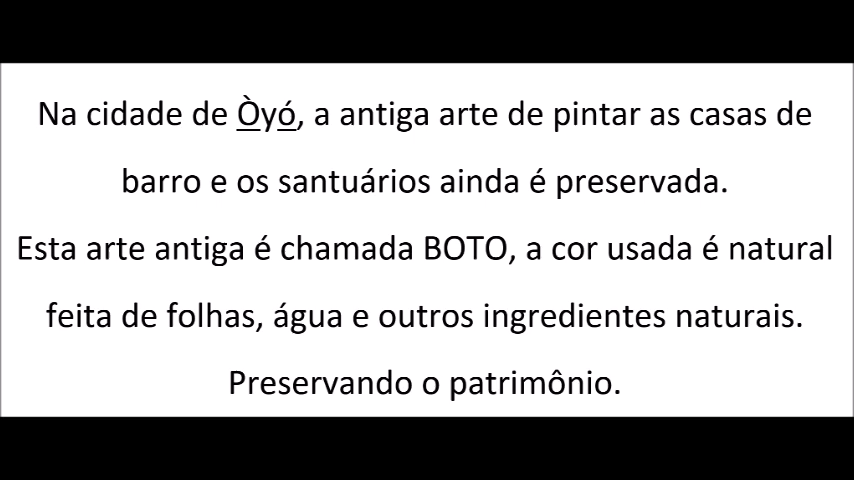 Na cidade de Ò̲yó̲, a antiga arte de pintar as casas de
barro e os santuários ainda é preservada.
Esta arte antiga é chamada BOTO, a cor usada é natural
feita de folhas, água e outros ingredientes naturais.
Preservando o patrimônio.